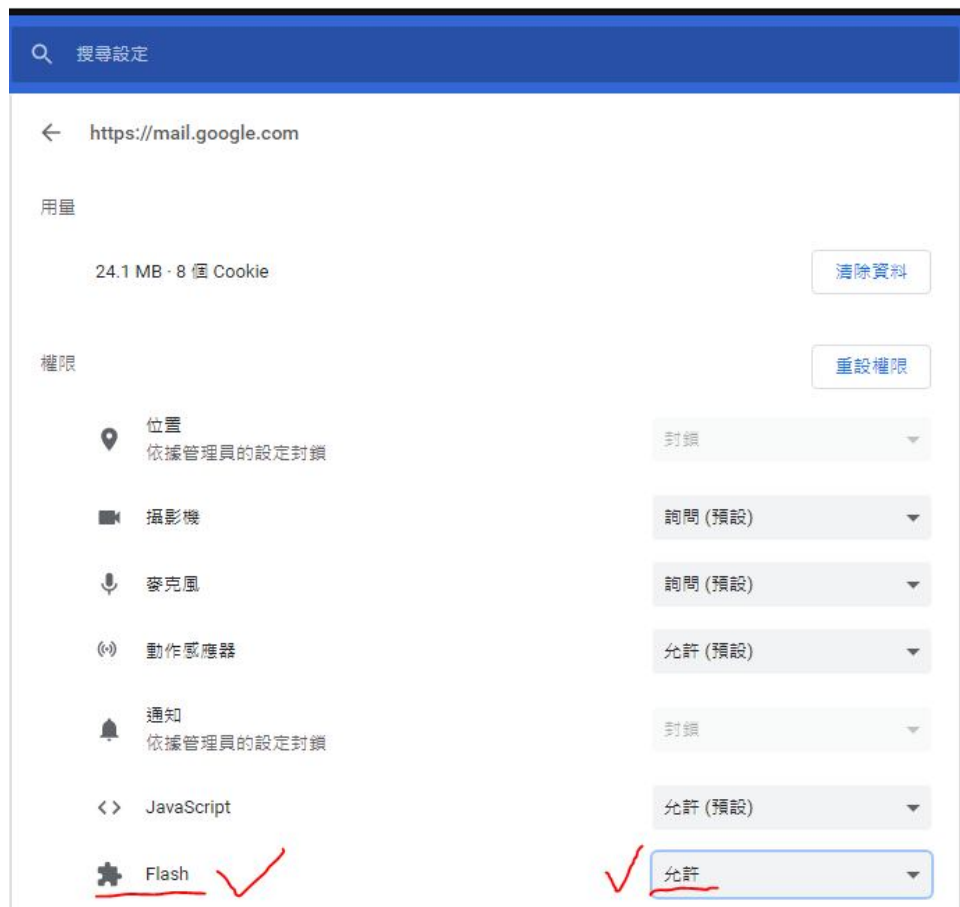 搜尋設定
https://mail.google.com
用量
24.1 MB · 8 個 Cookie
清除資料
權限
重設權限
位置
依據管理員的設定封鎖
封鎖
攝影機
詢問 (預設)
麥克風
詢問 (預設)
動作感應器
允許 (預設)
通知
依據管理員的設定封鎖
封鎖
JavaScript
允許 (預設)
Flash
允許